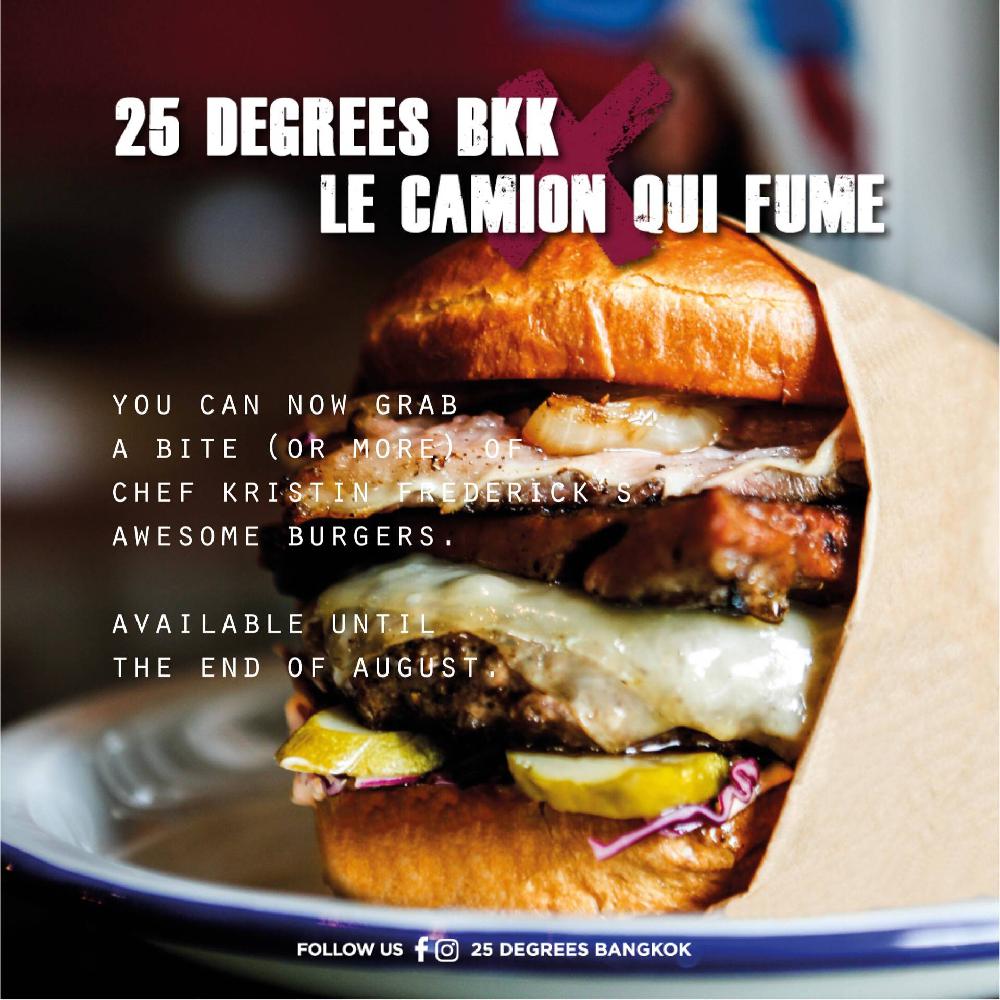 25 DEGREES BKK
X
LE CAMION QUI FUME
YOU CAN NOW GRAB
A BITE (OR MORE) OF
CHEF KRISTIN FREDERICK'S
AWESOME BURGERS.
AVAILABLE UNTIL
THE END OF AUGUST.
FOLLOW US 25 DEGREES BANGKOK